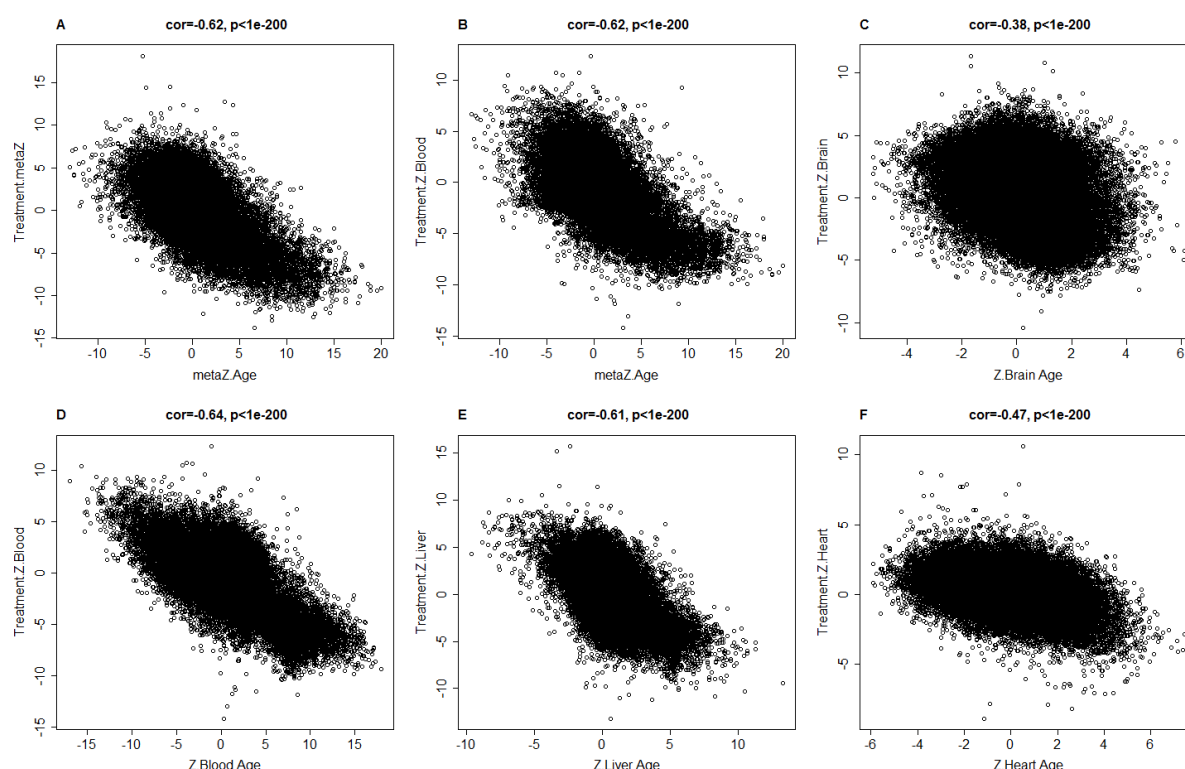 A cor=-0.62, p<1e-200
Treatment.metaZ
15
10
5
0
-5
-10
-15
-10 -5 0 5 10 15 20
metaZ.Age
B cor=-0.62, p<1e-200
Treatment.Z.Blood
10
5
0
-5
-10
-15
-10 -5 0 5 10 15 20
metaZ.Age
C cor=-0.38, p<1e-200
Treatment.Z.Brain
10
5
0
-5
-10
-4 -2 0 2 4 6
Z.Brain Age
D cor=-0.64, p<1e-200
Treatment.Z.Blood
10
5
0
-5
-10
-15
-15 -10 -5 0 5 10 15
Z.Blood Age
E cor=-0.61, p<1e-200
Treatment.Z.Liver
15
10
5
0
-5
-10
-10 -5 0 5 10
Z.Liver Age
F cor=-0.47, p<1e-200
Treatment.Z.Heart
10
5
0
-5
-6 -4 -2 0 2 4 6
Z.Heart Age